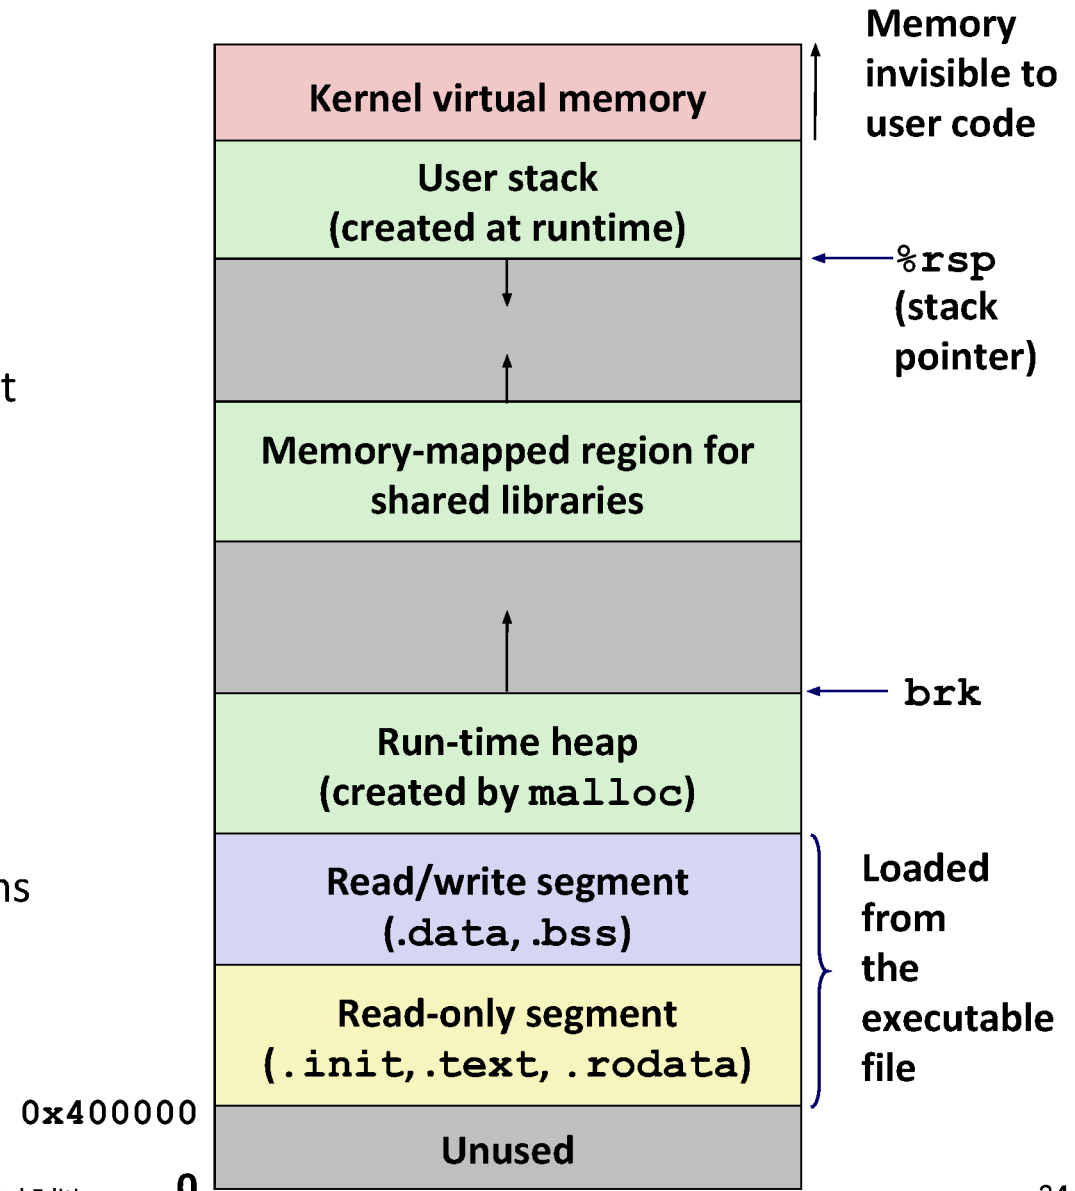 Memory
invisible to
user code
Kernel virtual memory
User stack
(created at runtime)
%rsp
(stack
pointer)
t
Memory-mapped region for
shared libraries
brk
Run-time heap
(created by malloc)
Read/write segment
(.data, .bss)
ns
Loaded
from
the
executable
file
Read-only segment
(.init, .text, .rodata)
0x400000
Unused
0